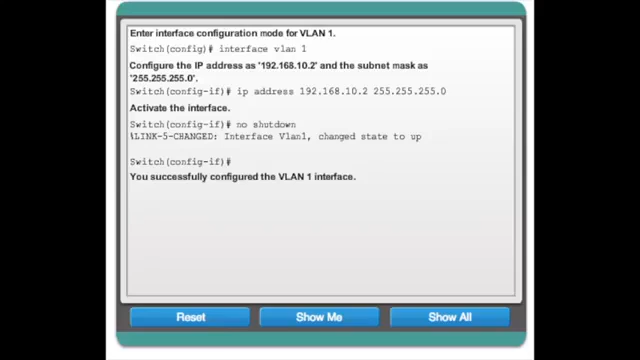 Enter interface configuration mode for VLAN 1.
Switch(config)# interface vlan 1
Configure the IP address as '192.168.10.2' and the subnet mask as
'255.255.255.0'.
Switch(config-if)# ip address 192.168.10.2 255.255.255.0
Activate the interface.
Switch(config-if)# no shutdown
%LINK-5-CHANGED: Interface Vlan1, changed state to up
Switch(config-if)#
You successfully configured the VLAN 1 interface.
Reset
Show Me
Show All